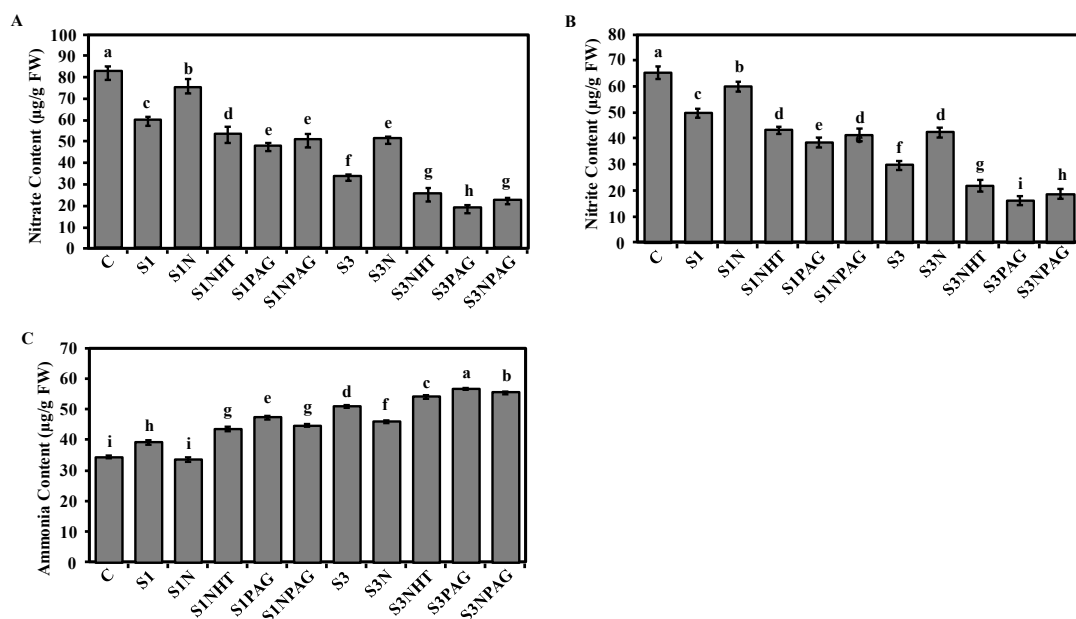 A
Nitrate Content (µg/g FW)
100
90
80
70
60
50
40
30
20
10
0
a
c
b
d
e
e
f
e
g
h
g
C
S1
S1N
S1NHT
S1PAG
S1NPAG
S3
S3N
S3NHT
S3PAG
S3NPAG
B
Nitrite Content (µg/g FW)
80
70
60
50
40
30
20
10
0
a
c
b
d
e
d
f
d
g
i
h
C
S1
S1N
S1NHT
S1PAG
S1NPAG
S3
S3N
S3NHT
S3PAG
S3NPAG
C
Ammonia Content (µg/g FW)
70
60
50
40
30
20
10
0
i
h
i
g
e
g
d
f
c
a
b
C
S1
S1N
S1NHT
S1PAG
S1NPAG
S3
S3N
S3NHT
S3PAG
S3NPAG